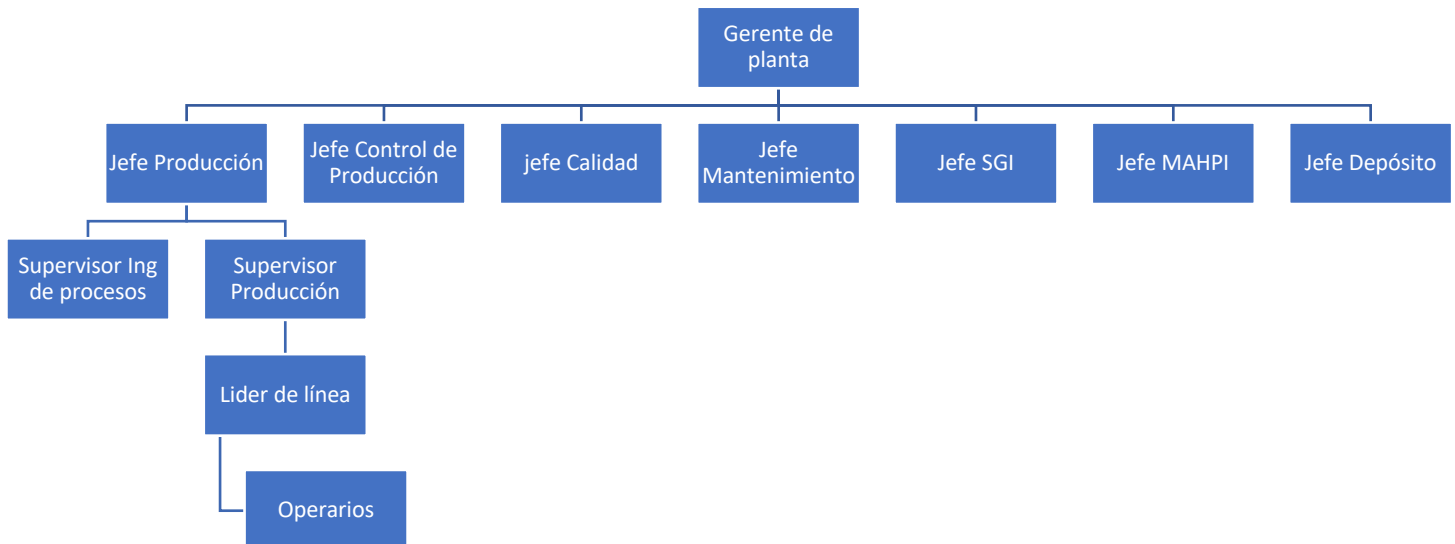 Gerente de
planta
Jefe Producción
Jefe Control de
Producción
jefe Calidad
Jefe
Mantenimiento
Jefe SGI
Jefe MAHPI
Jefe Depósito
Supervisor Ing
de procesos
Supervisor
Producción
Lider de línea
Operarios